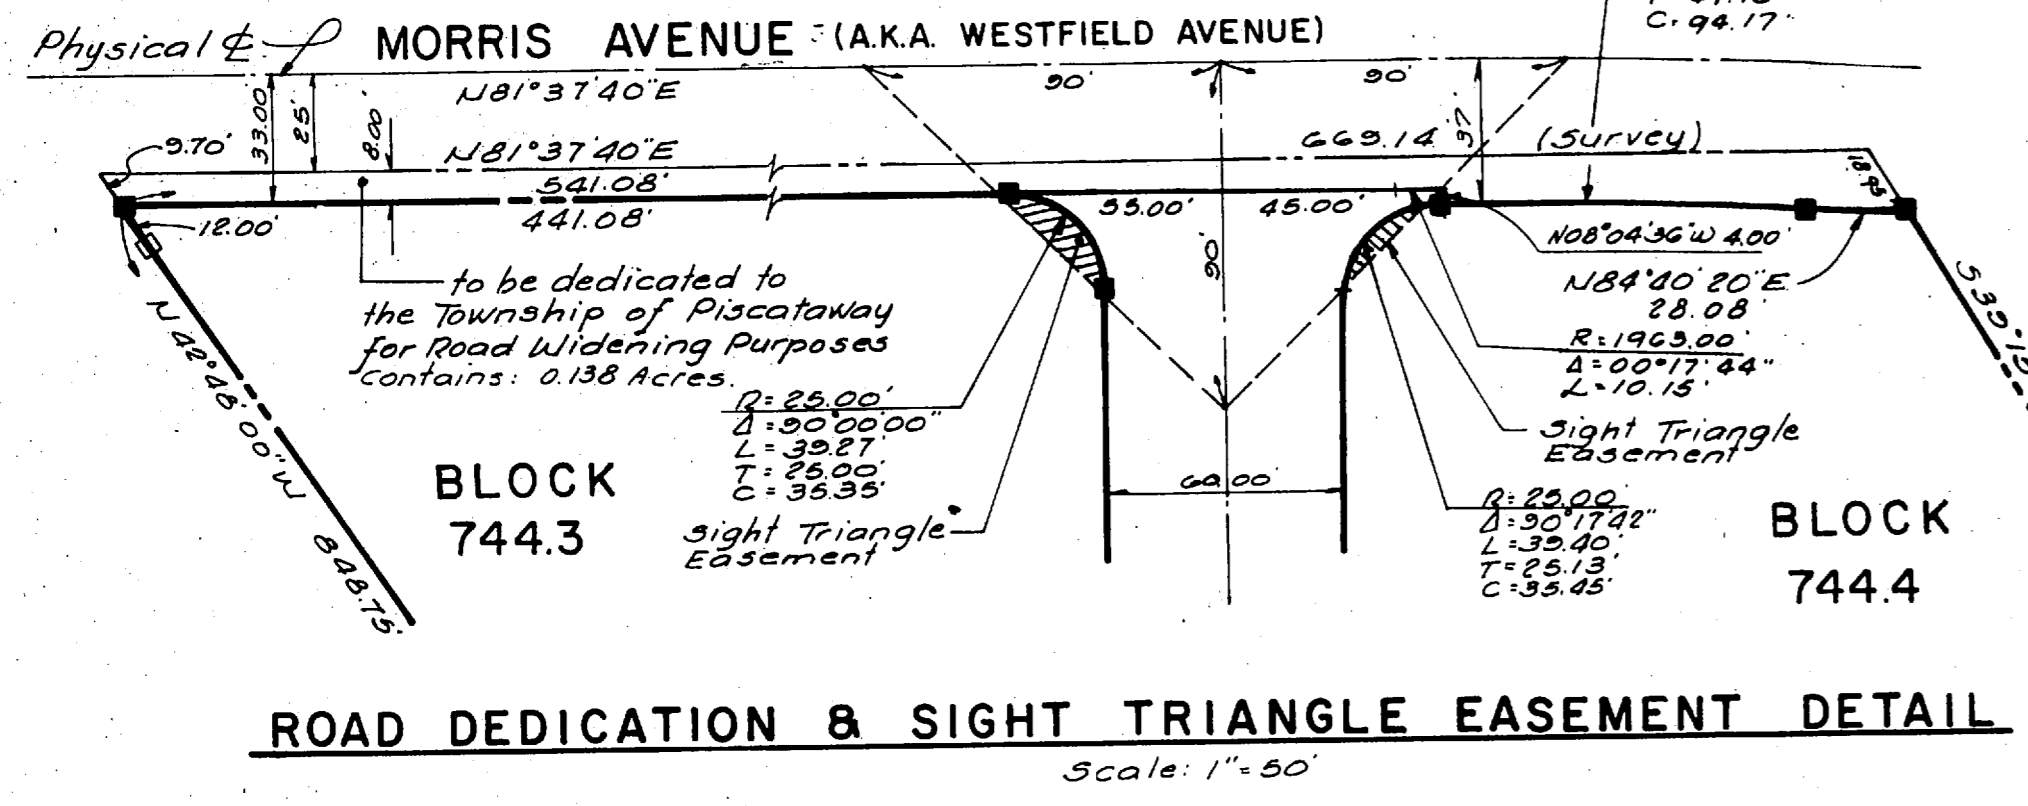 Physical ℄
MORRIS AVENUE (A.K.A. WESTFIELD AVENUE)
C: 94.17'
90'
90'
N81°37'40"E
33.00
25'
8.00'
37
9.70'
N81°37'40"E
669.14
(Survey)
18.95
541.08'
441.08'
12.00'
55.00'
45.00'
90'
N08°04'36"W 4.00'
N84°40'20"E
28.08'
to be dedicated to
the Township of Piscataway
for Road Widening Purposes
contains: 0.138 Acres.
R=1963.00'
Δ=00°17'44"
L=10.15'
R=25.00'
Δ=90°00'00"
L=39.27'
T=25.00'
C=35.35'
Sight Triangle
Easement
Sight Triangle
Easement
60.00
R=25.00
Δ=90°17'42"
L=39.40'
T=25.13'
C=35.45'
N42°48'00"W 848.75'
S39°15
BLOCK
744.3
BLOCK
744.4
ROAD DEDICATION & SIGHT TRIANGLE EASEMENT DETAIL
Scale: 1"=50'